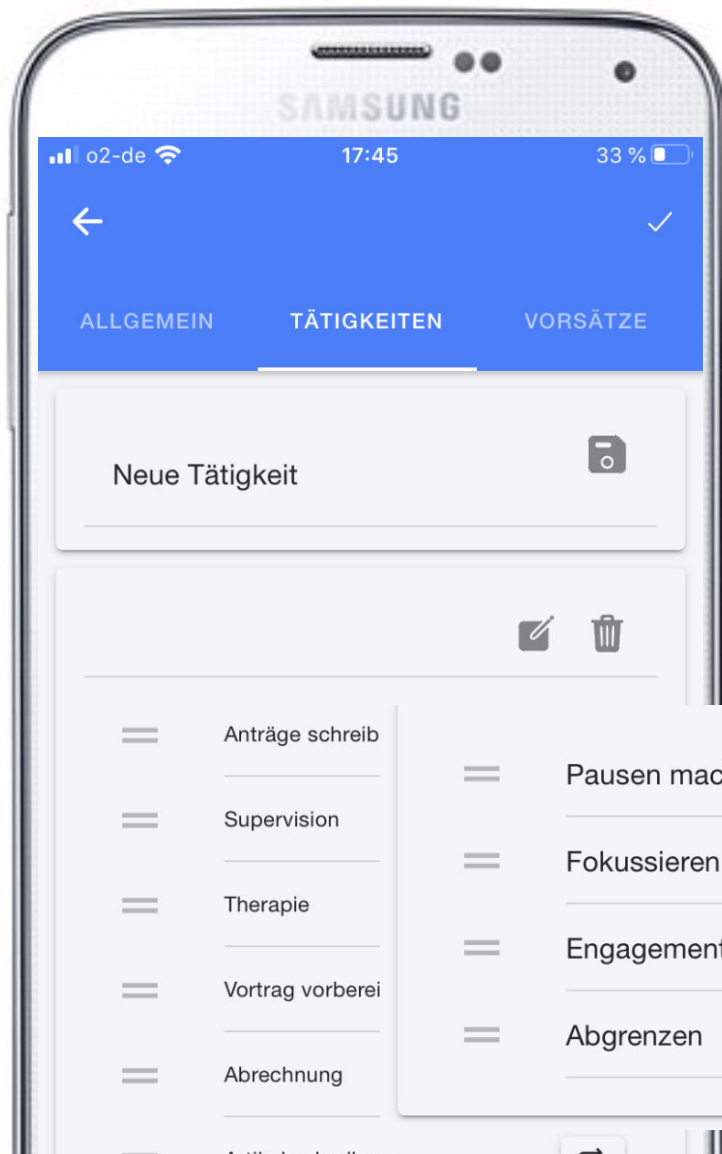 SAMSUNG
o2-de
17:45
33 %
ALLGEMEIN
TÄTIGKEITEN
VORSÄTZE
Neue Tätigkeit
Anträge schreib
Supervision
Therapie
Vortrag vorberei
Abrechnung
Pausen mac
Fokussieren
Engagement
Abgrenzen